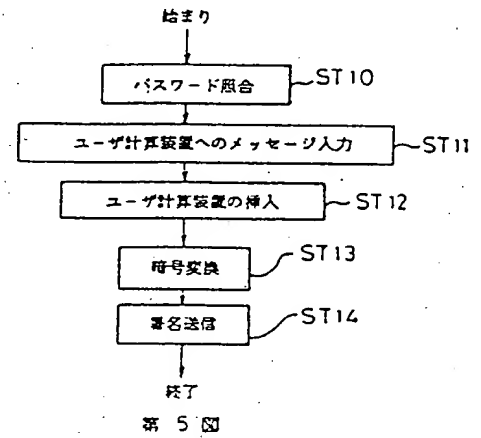 始まり
パスワード照合 ST10
ユーザ計算装置へのメッセージ入力 ST11
ユーザ計算装置の挿入 ST12
暗号変換 ST13
署名送信 ST14
終了
第5図